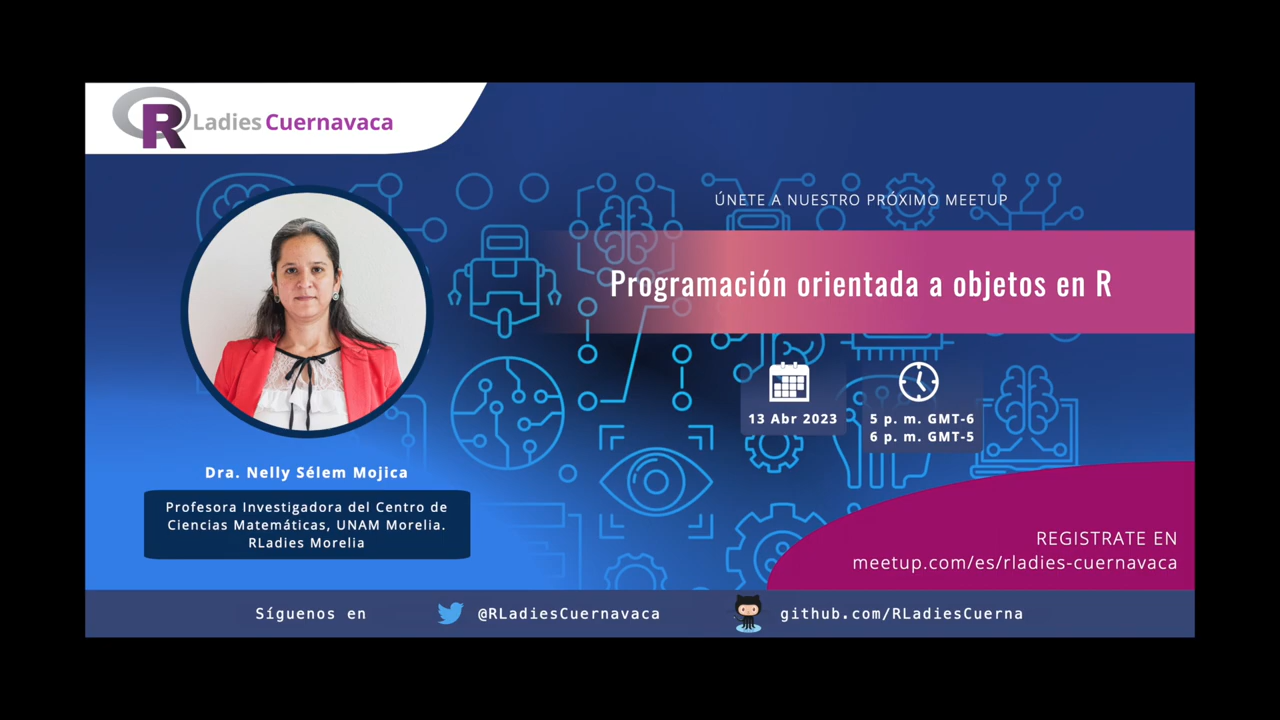 RLadies Cuernavaca
ÚNETE A NUESTRO PRÓXIMO MEETUP
Programación orientada a objetos en R
13 Abr 2023
5 p. m. GMT-6
6 p. m. GMT-5
Dra. Nelly Sélem Mojica
Profesora Investigadora del Centro de
Ciencias Matemáticas, UNAM Morelia.
RLadies Morelia
REGISTRATE EN
meetup.com/es/rladies-cuernavaca
Síguenos en @RLadiesCuernavaca github.com/RLadiesCuerna